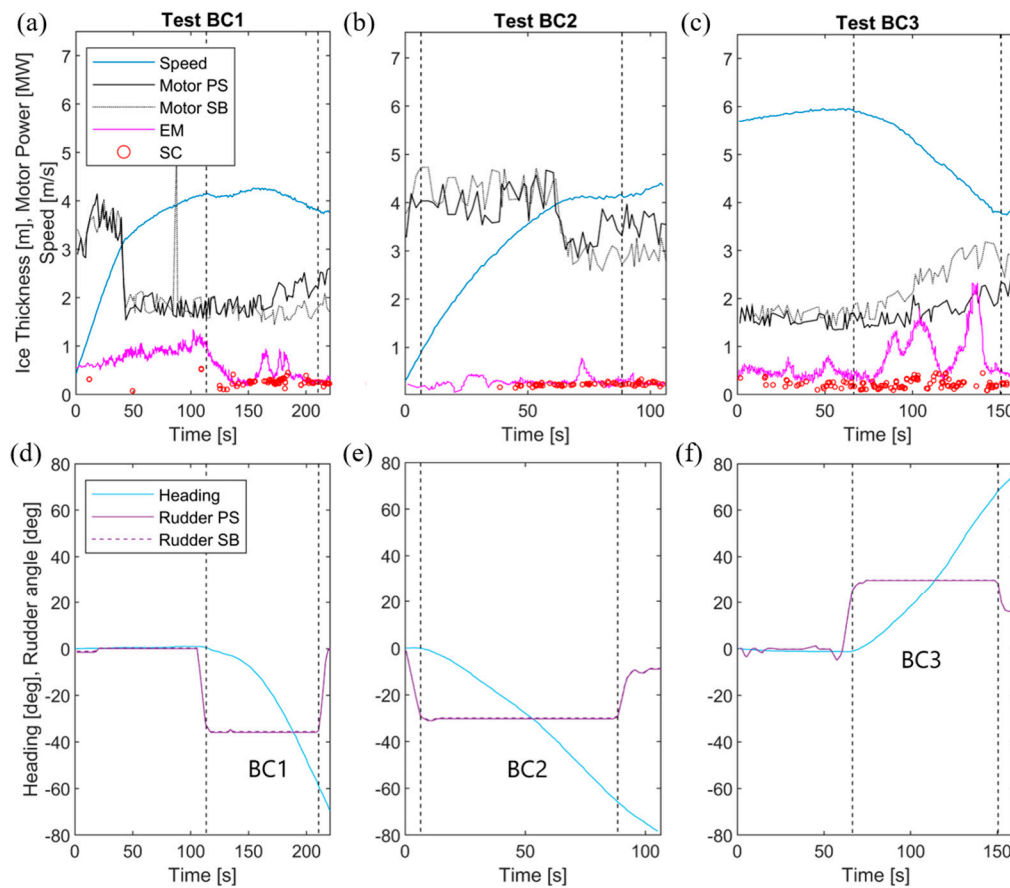 (a) Test BC1
(b) Test BC2
(c) Test BC3
Ice Thickness [m], Motor Power [MW]
Speed [m/s]
7
6
5
4
3
2
1
0
Speed
Motor PS
Motor SB
EM
SC
0 50 100 150 200
Time [s]
7
6
5
4
3
2
1
0
0 50 100
Time [s]
7
6
5
4
3
2
1
0
0 50 100 150
Time [s]
(d)
(e)
(f)
Heading [deg], Rudder angle [deg]
80
60
40
20
0
-20
-40
-60
-80
Heading
Rudder PS
Rudder SB
BC1
0 50 100 150 200
Time [s]
80
60
40
20
0
-20
-40
-60
-80
BC2
0 50 100
Time [s]
80
60
40
20
0
-20
-40
-60
-80
BC3
0 50 100 150
Time [s]